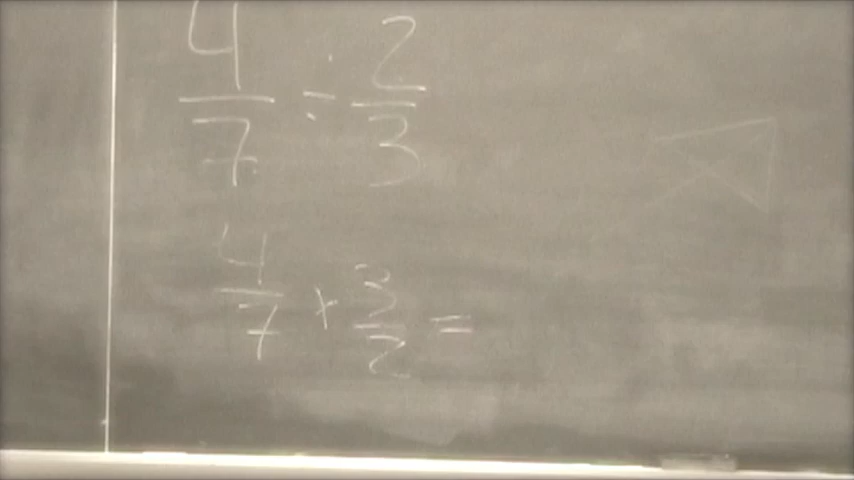 4/7 ÷ 2/3
4/7 × 3/2 =